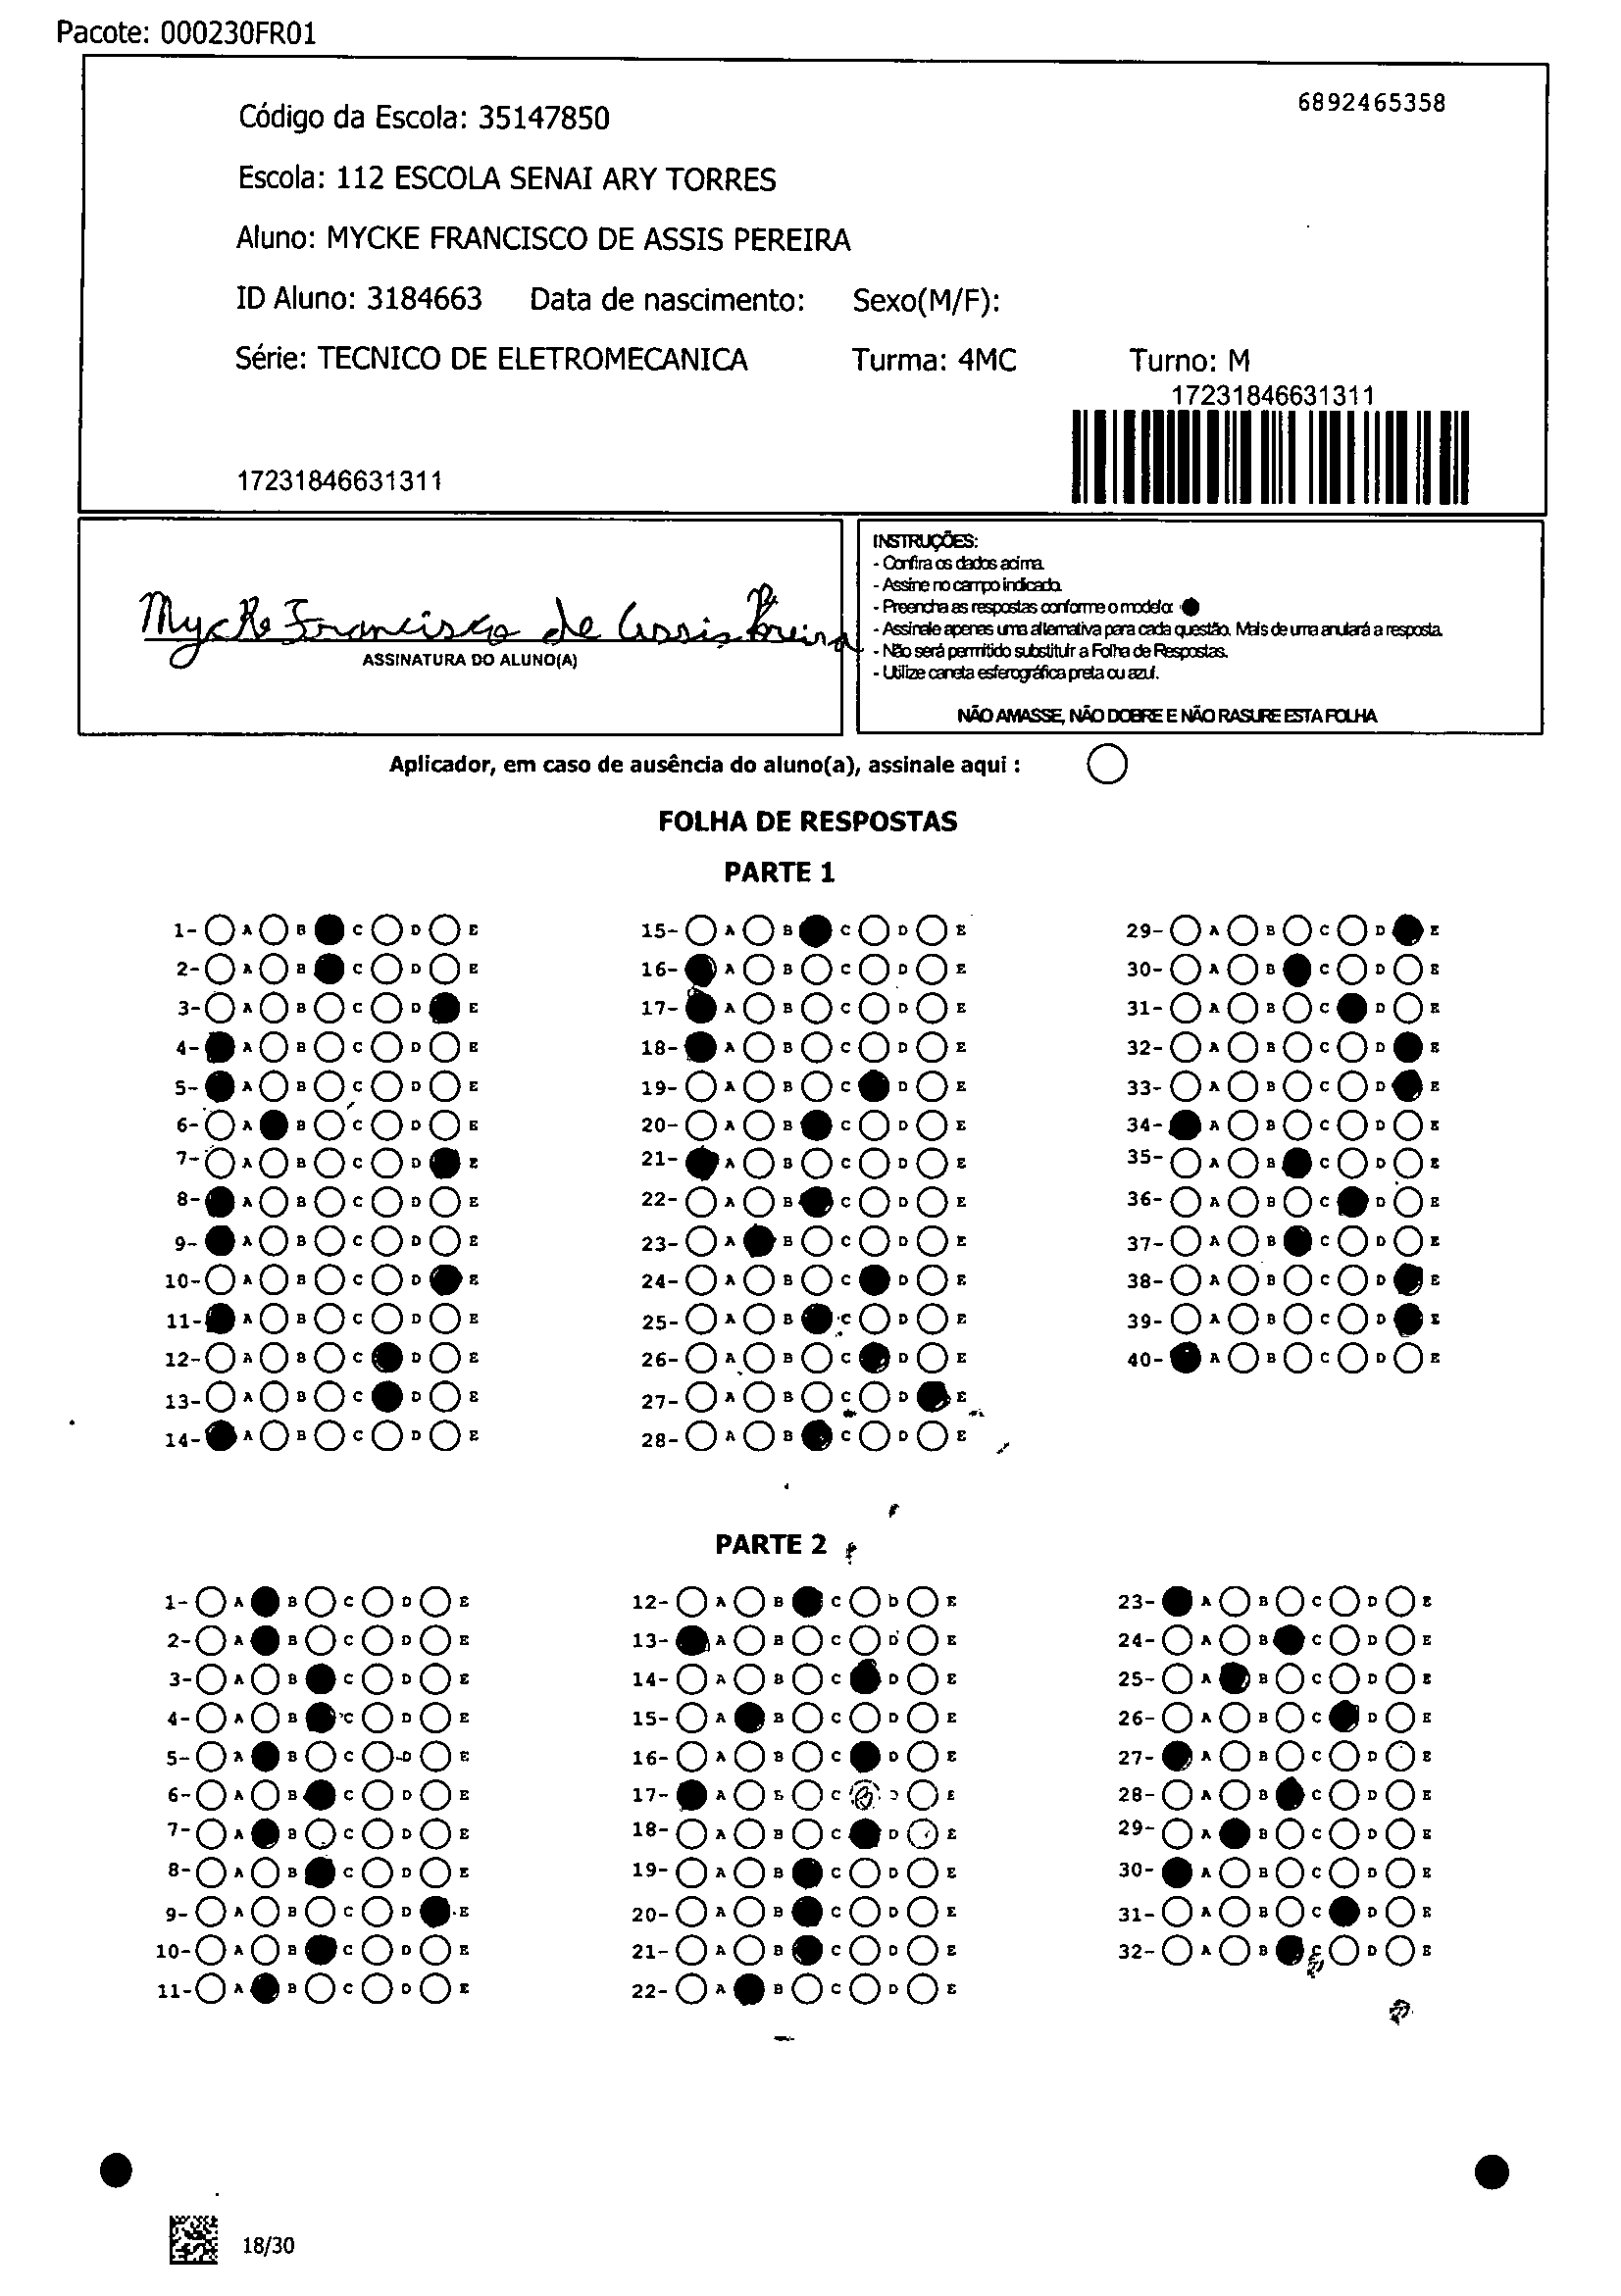 Pacote: 000230FR01
6892465358
Código da Escola: 35147850
Escola: 112 ESCOLA SENAI ARY TORRES
Aluno: MYCKE FRANCISCO DE ASSIS PEREIRA
ID Aluno: 3184663 Data de nascimento: Sexo(M/F):
Série: TECNICO DE ELETROMECANICA Turma: 4MC Turno: M
17231846631311
17231846631311
Mycke Francisco de Assis Pereira
ASSINATURA DO ALUNO(A)
INSTRUÇÕES:
- Confira os dados acima.
- Assine no campo indicado.
- Preencha as respostas conforme o modelo:
- Assinale apenas uma alternativa para cada questão. Mais de uma anulará a resposta.
- Não será permitido substituir a Folha de Respostas.
- Utilize caneta esferográfica preta ou azul.
NÃO AMASSE, NÃO DOBRE E NÃO RASURE ESTA FOLHA
Aplicador, em caso de ausência do aluno(a), assinale aqui :
FOLHA DE RESPOSTAS
PARTE 1
1- A B C D E
2- A B C D E
3- A B C D E
4- A B C D E
5- A B C D E
6- A B C D E
7- A B C D E
8- A B C D E
9- A B C D E
10- A B C D E
11- A B C D E
12- A B C D E
13- A B C D E
14- A B C D E
15- A B C D E
16- A B C D E
17- A B C D E
18- A B C D E
19- A B C D E
20- A B C D E
21- A B C D E
22- A B C D E
23- A B C D E
24- A B C D E
25- A B C D E
26- A B C D E
27- A B C D E
28- A B C D E
29- A B C D E
30- A B C D E
31- A B C D E
32- A B C D E
33- A B C D E
34- A B C D E
35- A B C D E
36- A B C D E
37- A B C D E
38- A B C D E
39- A B C D E
40- A B C D E
PARTE 2
1- A B C D E
2- A B C D E
3- A B C D E
4- A B C D E
5- A B C D E
6- A B C D E
7- A B C D E
8- A B C D E
9- A B C D E
10- A B C D E
11- A B C D E
12- A B C D E
13- A B C D E
14- A B C D E
15- A B C D E
16- A B C D E
17- A B C D E
18- A B C D E
19- A B C D E
20- A B C D E
21- A B C D E
22- A B C D E
23- A B C D E
24- A B C D E
25- A B C D E
26- A B C D E
27- A B C D E
28- A B C D E
29- A B C D E
30- A B C D E
31- A B C D E
32- A B C D E
18/30